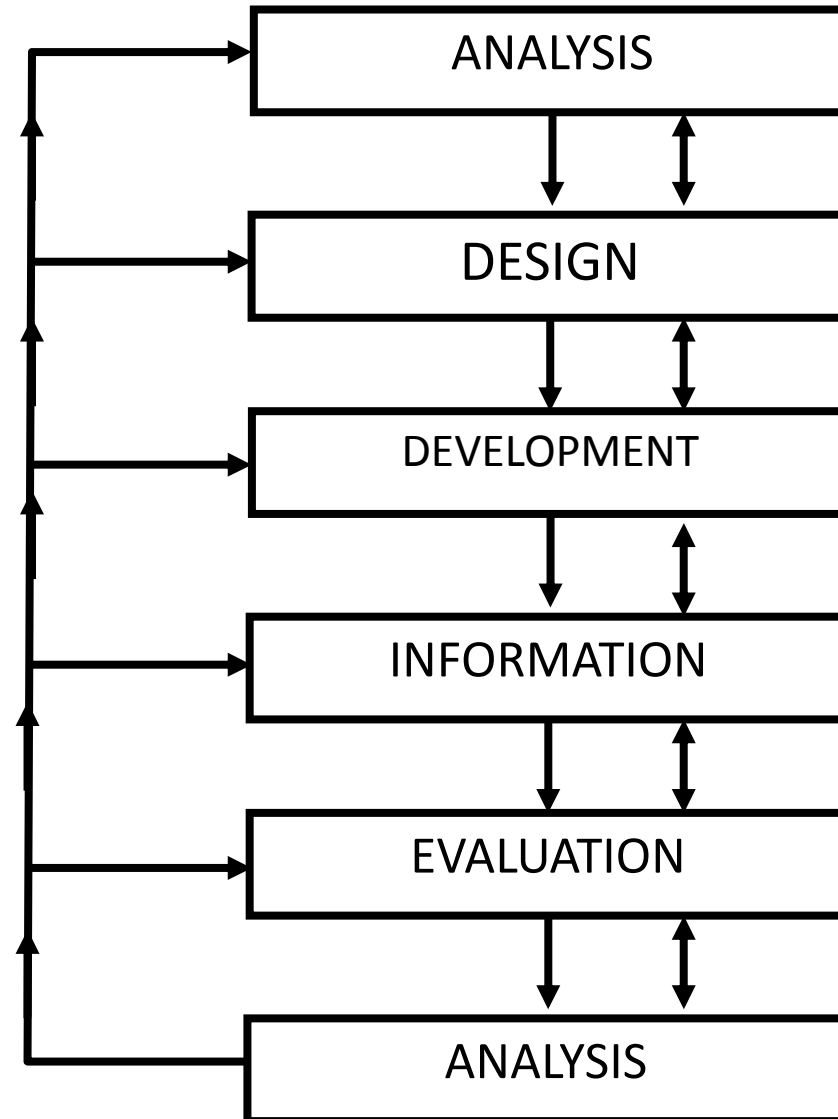 ANALYSIS
DESIGN
DEVELOPMENT
INFORMATION
EVALUATION
ANALYSIS